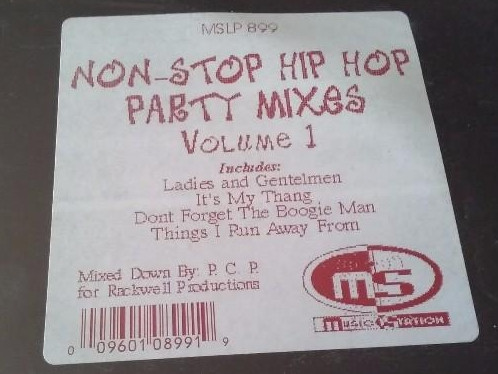 MSLP 899
NON-STOP HIP HOP
PARTY MIXES
VOLUME 1
Includes:
Ladies and Gentelmen
It's My Thang
Dont Forget The Boogie Man
Things I Run Away From
Mixed Down By: P. C. P.
for Rackwell Productions
MS
MUSIC STATION
0 09601 08991 9